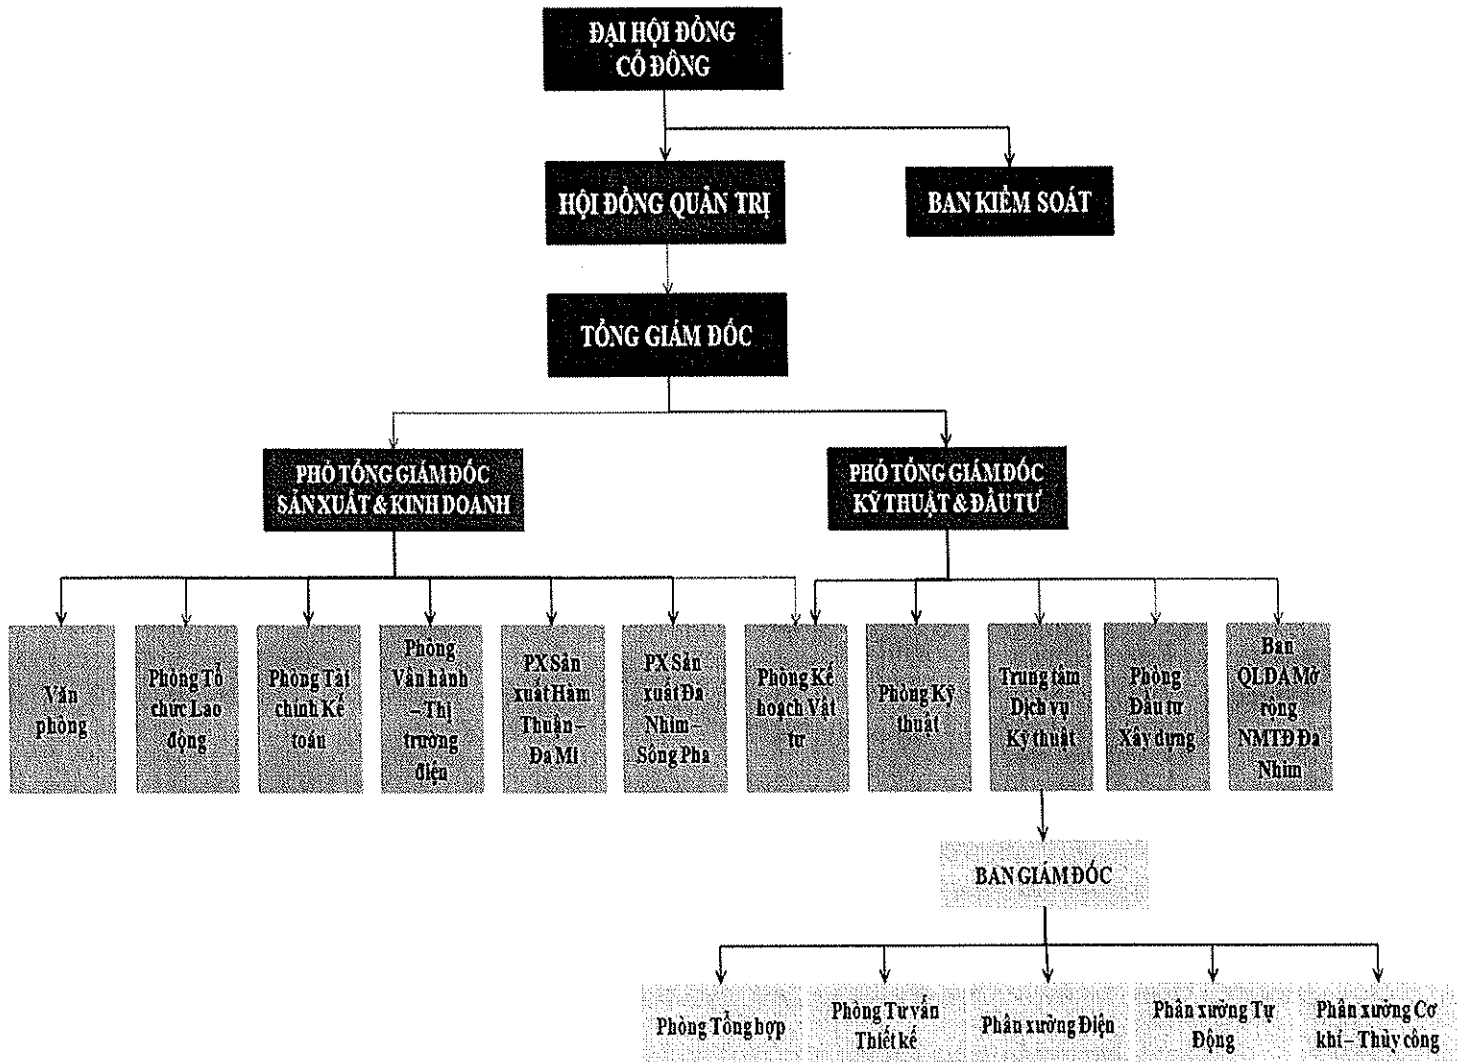 ĐẠI HỘI ĐỒNG
CỔ ĐÔNG
HỘI ĐỒNG QUẢN TRỊ
BAN KIỂM SOÁT
TỔNG GIÁM ĐỐC
PHÓ TỔNG GIÁM ĐỐC
SẢN XUẤT & KINH DOANH
PHÓ TỔNG GIÁM ĐỐC
KỸ THUẬT & ĐẦU TƯ
Văn
phòng
Phòng Tổ
chức Lao
động
Phòng Tài
chính Kế
toán
Phòng
Vận hành
– Thị
trường
điện
PX Sản
xuất Hàm
Thuận –
Đa Mi
PX Sản
xuất Đa
Nhim –
Sông Pha
Phòng Kế
hoạch Vật
tư
Phòng Kỹ
thuật
Trung tâm
Dịch vụ
Kỹ thuật
Phòng
Đầu tư
Xây dựng
Ban
QLDA Mở
rộng
NMTĐ Đa
Nhim
BAN GIÁM ĐỐC
Phòng Tổng hợp
Phòng Tư vấn
Thiết kế
Phân xưởng Điện
Phân xưởng Tự
Động
Phân xưởng Cơ
khí – Thủy công